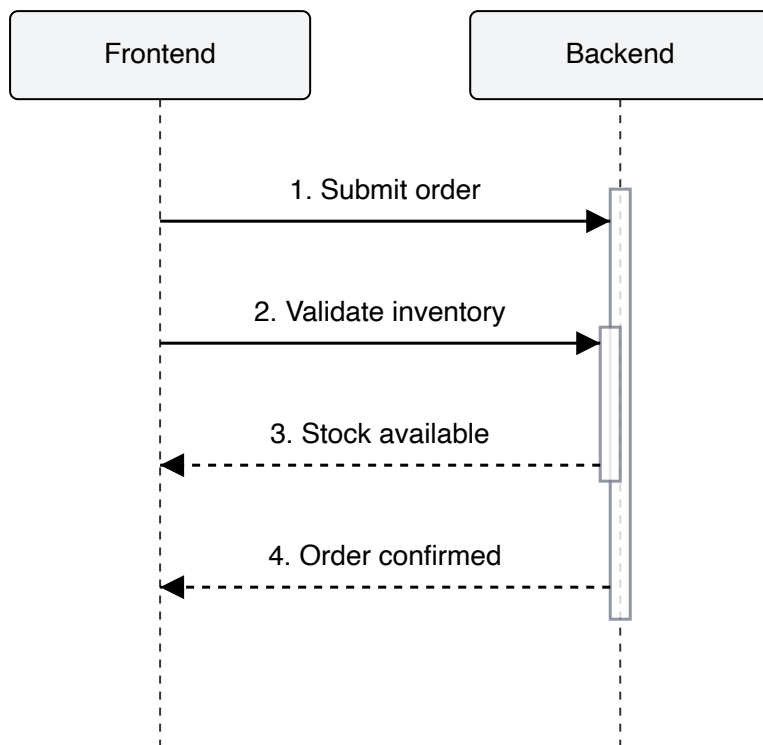 Frontend
Backend
1. Submit order
2. Validate inventory
3. Stock available
4. Order confirmed